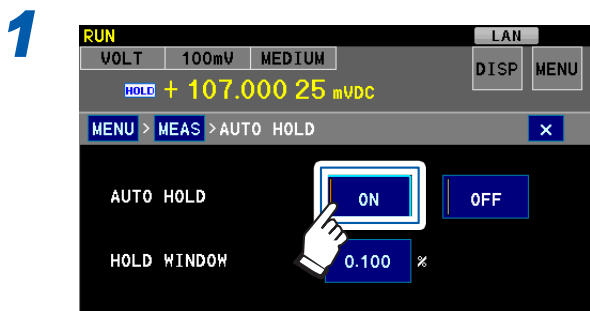 1
RUN LAN
VOLT 100mV MEDIUM
DISP MENU
HOLD + 107.000 25 mVDC
MENU > MEAS > AUTO HOLD ×
AUTO HOLD ON OFF
HOLD WINDOW 0.100 %